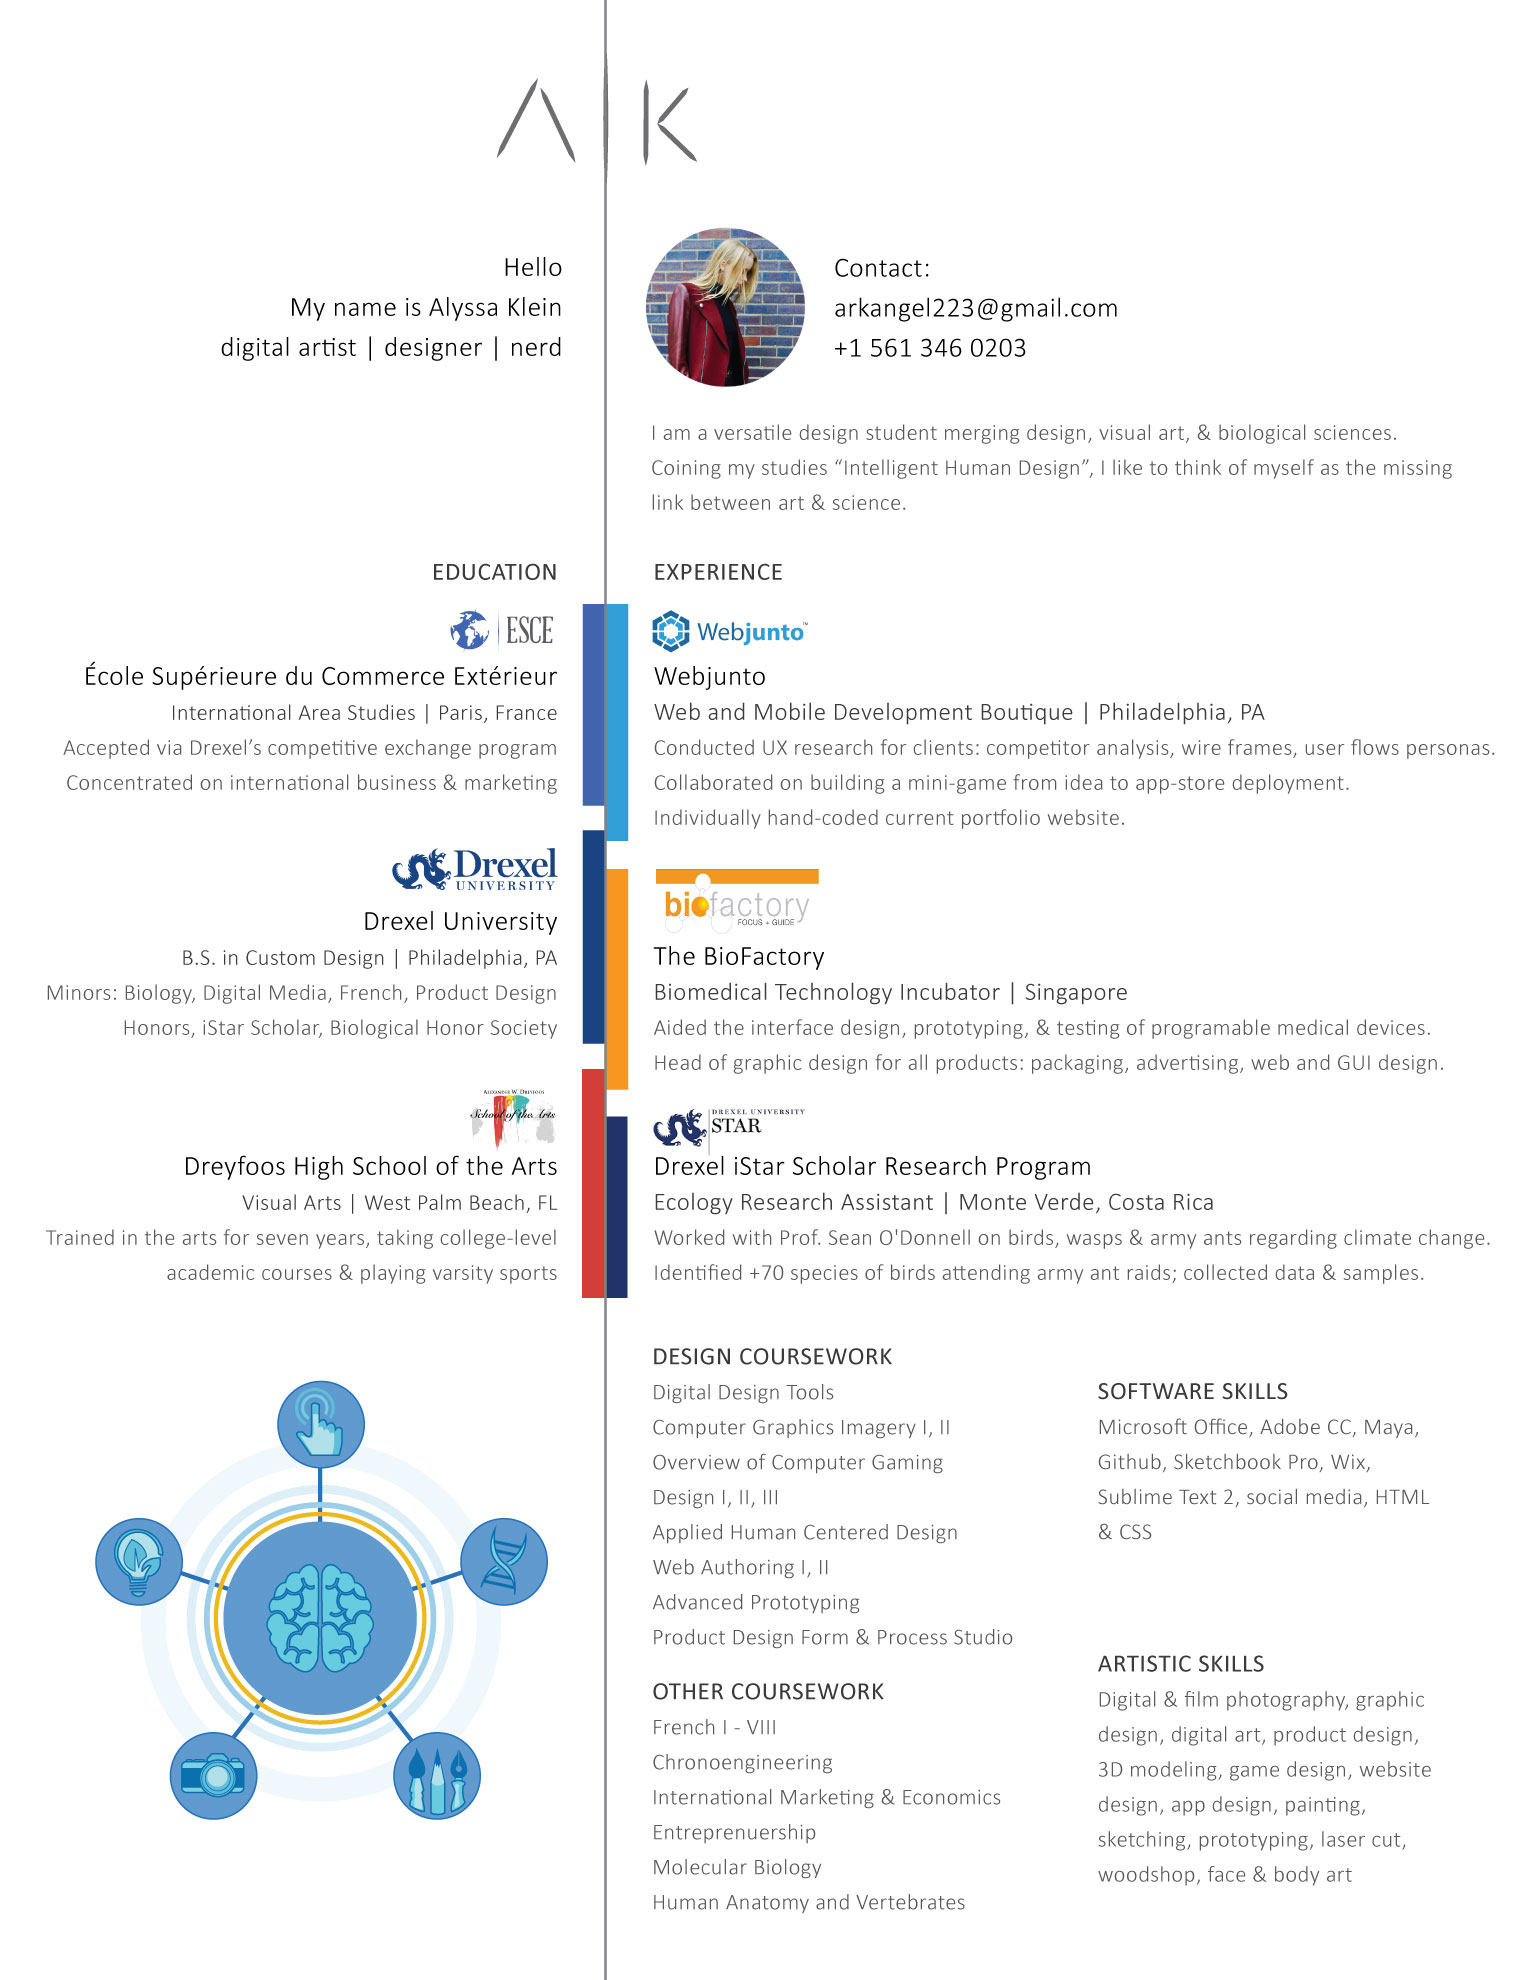 A|K
Hello
My name is Alyssa Klein
digital artist | designer | nerd
Contact:
arkangel223@gmail.com
+1 561 346 0203
I am a versatile design student merging design, visual art, & biological sciences.
Coining my studies “Intelligent Human Design”, I like to think of myself as the missing
link between art & science.
EDUCATION
ESCE
École Supérieure du Commerce Extérieur
International Area Studies | Paris, France
Accepted via Drexel’s competitive exchange program
Concentrated on international business & marketing
Drexel
UNIVERSITY
Drexel University
B.S. in Custom Design | Philadelphia, PA
Minors: Biology, Digital Media, French, Product Design
Honors, iStar Scholar, Biological Honor Society
ALEXANDER W. DREYFOOS
School of the Arts
Dreyfoos High School of the Arts
Visual Arts | West Palm Beach, FL
Trained in the arts for seven years, taking college-level
academic courses & playing varsity sports
EXPERIENCE
Webjunto™
Webjunto
Web and Mobile Development Boutique | Philadelphia, PA
Conducted UX research for clients: competitor analysis, wire frames, user flows personas.
Collaborated on building a mini-game from idea to app-store deployment.
Individually hand-coded current portfolio website.
biofactory
FOCUS + GUIDE
The BioFactory
Biomedical Technology Incubator | Singapore
Aided the interface design, prototyping, & testing of programable medical devices.
Head of graphic design for all products: packaging, advertising, web and GUI design.
DREXEL UNIVERSITY
STAR
Drexel iStar Scholar Research Program
Ecology Research Assistant | Monte Verde, Costa Rica
Worked with Prof. Sean O'Donnell on birds, wasps & army ants regarding climate change.
Identified +70 species of birds attending army ant raids; collected data & samples.
DESIGN COURSEWORK
Digital Design Tools
Computer Graphics Imagery I, II
Overview of Computer Gaming
Design I, II, III
Applied Human Centered Design
Web Authoring I, II
Advanced Prototyping
Product Design Form & Process Studio
OTHER COURSEWORK
French I - VIII
Chronoengineering
International Marketing & Economics
Entreprenuership
Molecular Biology
Human Anatomy and Vertebrates
SOFTWARE SKILLS
Microsoft Office, Adobe CC, Maya,
Github, Sketchbook Pro, Wix,
Sublime Text 2, social media, HTML
& CSS
ARTISTIC SKILLS
Digital & film photography, graphic
design, digital art, product design,
3D modeling, game design, website
design, app design, painting,
sketching, prototyping, laser cut,
woodshop, face & body art